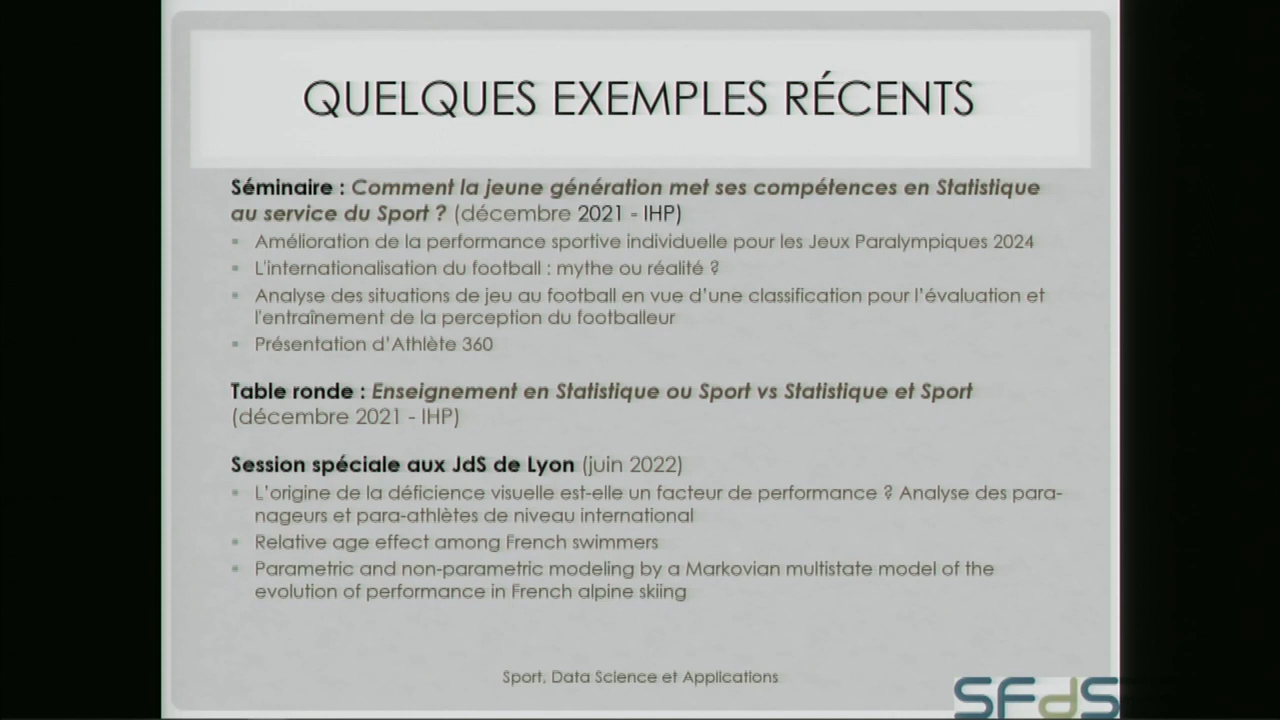 QUELQUES EXEMPLES RÉCENTS
Séminaire : Comment la jeune génération met ses compétences en Statistique
au service du Sport ? (décembre 2021 - IHP)
▪ Amélioration de la performance sportive individuelle pour les Jeux Paralympiques 2024
▪ L'internationalisation du football : mythe ou réalité ?
▪ Analyse des situations de jeu au football en vue d'une classification pour l'évaluation et
l'entraînement de la perception du footballeur
▪ Présentation d'Athlète 360
Table ronde : Enseignement en Statistique ou Sport vs Statistique et Sport
(décembre 2021 - IHP)
Session spéciale aux JdS de Lyon (juin 2022)
▪ L'origine de la déficience visuelle est-elle un facteur de performance ? Analyse des para-
nageurs et para-athlètes de niveau international
▪ Relative age effect among French swimmers
▪ Parametric and non-parametric modeling by a Markovian multistate model of the
evolution of performance in French alpine skiing
Sport, Data Science et Applications
SFdS